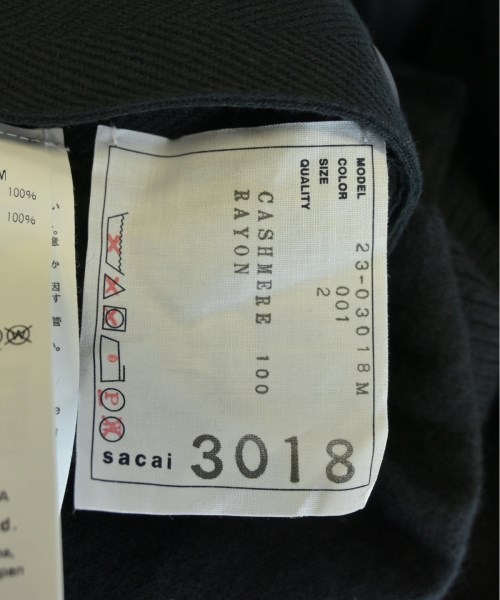 MODEL 23-03018M
COLOR 001
SIZE 2
QUALITY
CASHMERE 100
RAYON
sacai 3018
M
100%
100%
P
W